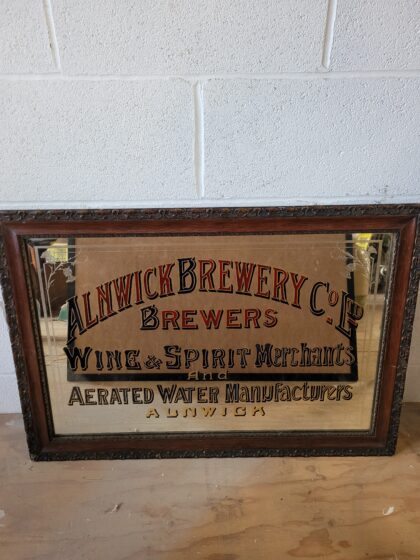 ALNWICK BREWERY Co. Ld
BREWERS
WINE & SPIRIT Merchants
And
AERATED WATER Manufacturers
ALNWICK